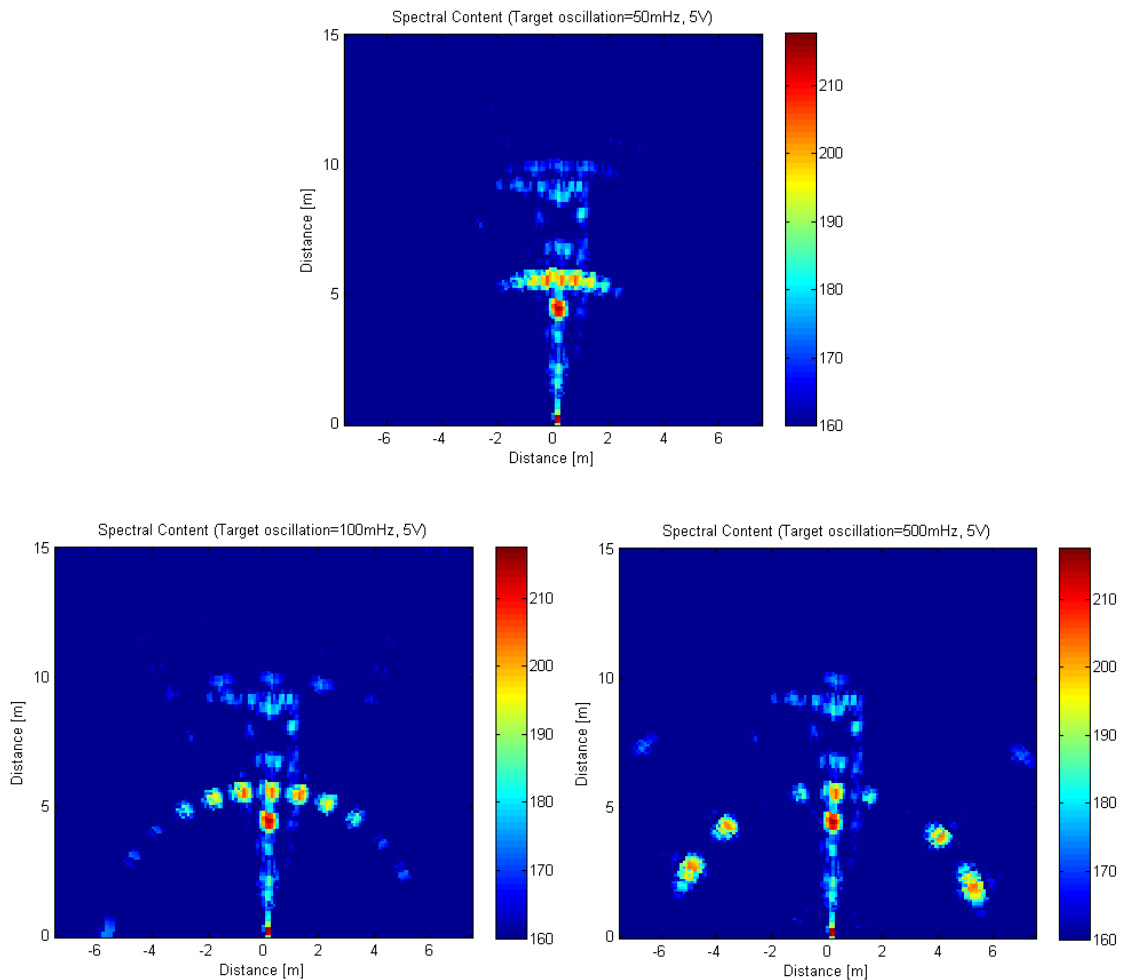 Spectral Content (Target oscillation=50mHz, 5V)
15
10
5
0
Distance [m]
-6 -4 -2 0 2 4 6
Distance [m]
210
200
190
180
170
160
Spectral Content (Target oscillation=100mHz, 5V)
15
10
5
0
Distance [m]
-6 -4 -2 0 2 4 6
Distance [m]
210
200
190
180
170
160
Spectral Content (Target oscillation=500mHz, 5V)
15
10
5
0
Distance [m]
-6 -4 -2 0 2 4 6
Distance [m]
210
200
190
180
170
160